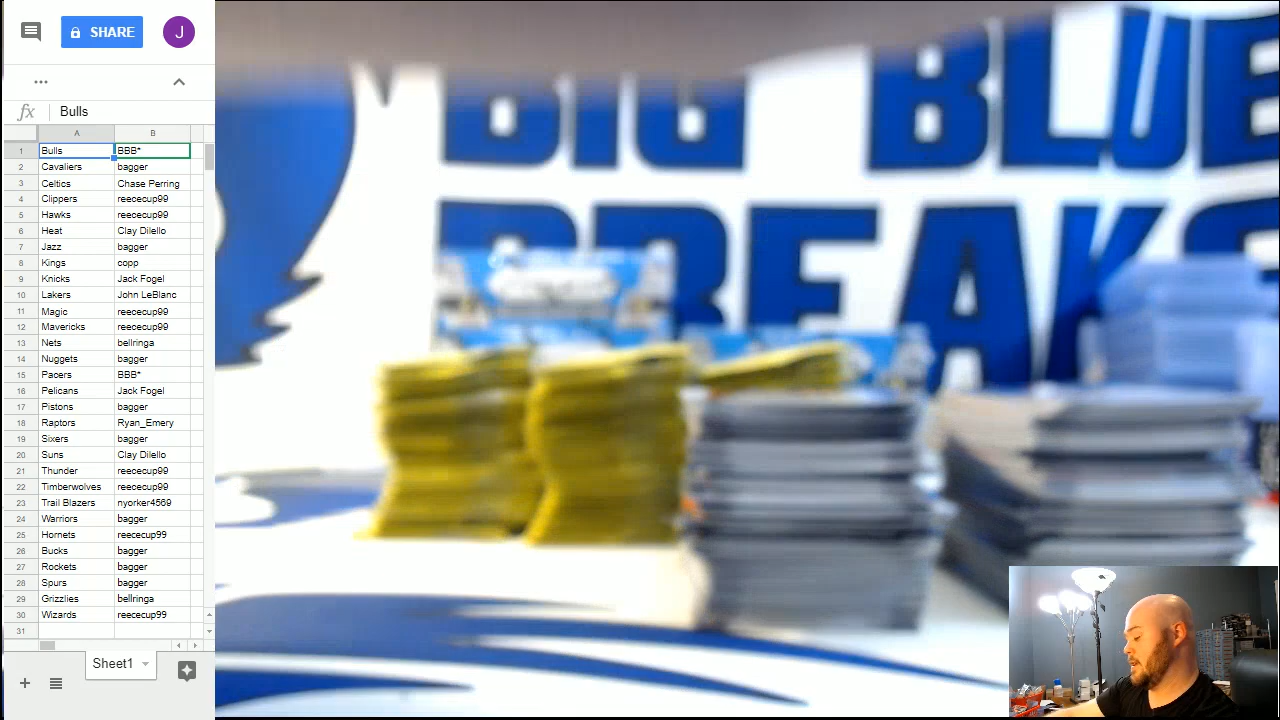 SHARE
J
...
fx Bulls
A B
1 Bulls BBB*
2 Cavaliers bagger
3 Celtics Chase Perring
4 Clippers reececup99
5 Hawks reececup99
6 Heat Clay Dilello
7 Jazz bagger
8 Kings copp
9 Knicks Jack Fogel
10 Lakers John LeBlanc
11 Magic reececup99
12 Mavericks reececup99
13 Nets bellringa
14 Nuggets bagger
15 Pacers BBB*
16 Pelicans Jack Fogel
17 Pistons bagger
18 Raptors Ryan_Emery
19 Sixers bagger
20 Suns Clay Dilello
21 Thunder reececup99
22 Timberwolves reececup99
23 Trail Blazers nyorker4569
24 Warriors bagger
25 Hornets reececup99
26 Bucks bagger
27 Rockets bagger
28 Spurs bagger
29 Grizzlies bellringa
30 Wizards reececup99
31
Sheet1
BIG BLUE
BREAKS